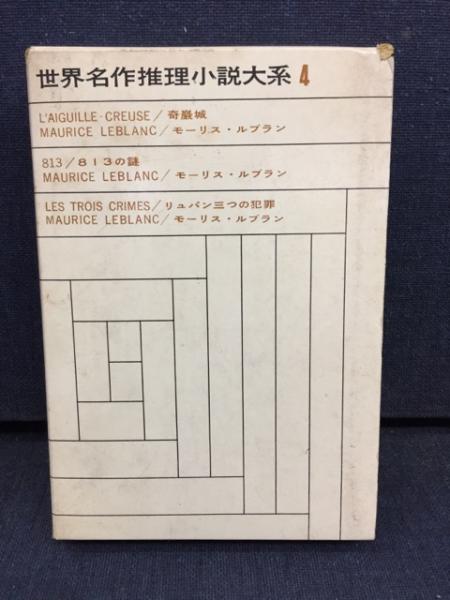 世界名作推理小説大系4
L'AIGUILLE-CREUSE/奇巌城
MAURICE LEBLANC/モーリス・ルブラン
813/813の謎
MAURICE LEBLANC/モーリス・ルブラン
LES TROIS CRIMES/リュパン三つの犯罪
MAURICE LEBLANC/モーリス・ルブラン